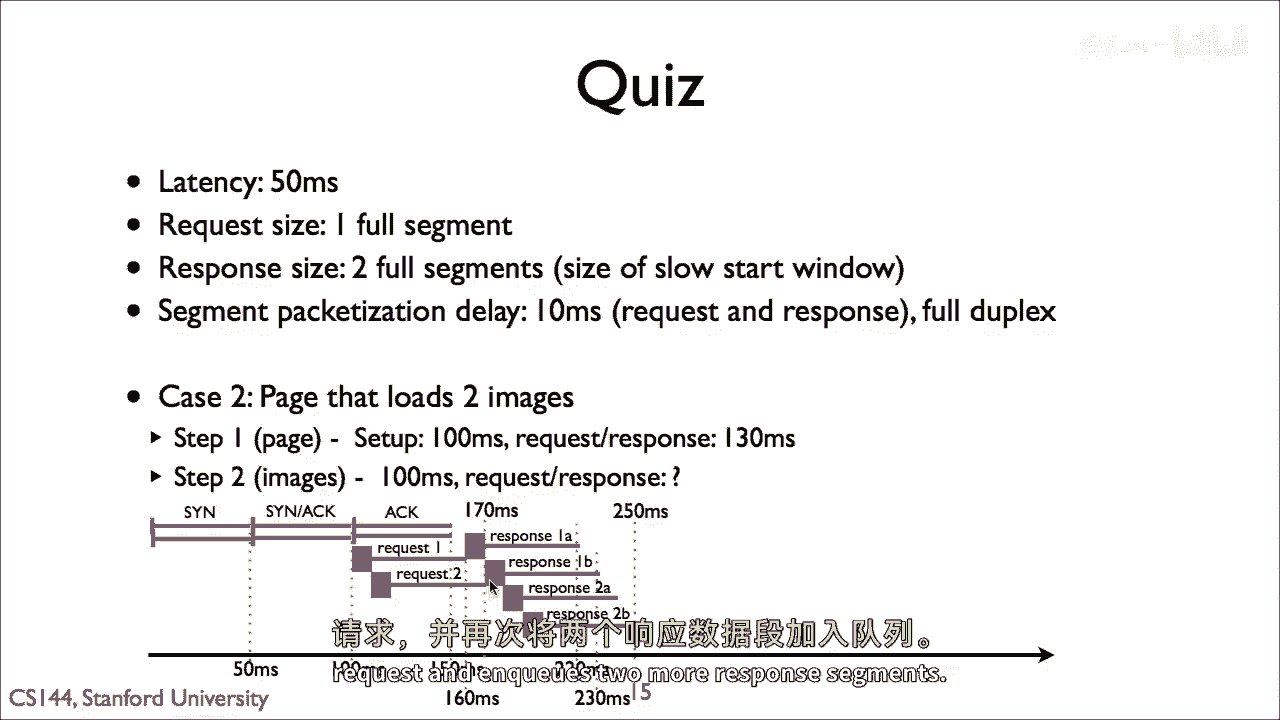 Quiz
• Latency: 50ms
• Request size: 1 full segment
• Response size: 2 full segments (size of slow start window)
• Segment packetization delay: 10ms (request and response), full duplex
• Case 2: Page that loads 2 images
‣ Step 1 (page) - Setup: 100ms, request/response: 130ms
‣ Step 2 (images) - 100ms, request/response: ?
SYN SYN/ACK ACK 170ms 250ms
response 1a
request 1
response 1b
request 2
response 2a
response 2b
请求，并再次将两个响应数据段加入队列。
request and enqueues two more response segments.
50ms
CS144, Stanford University
160ms 230ms
15